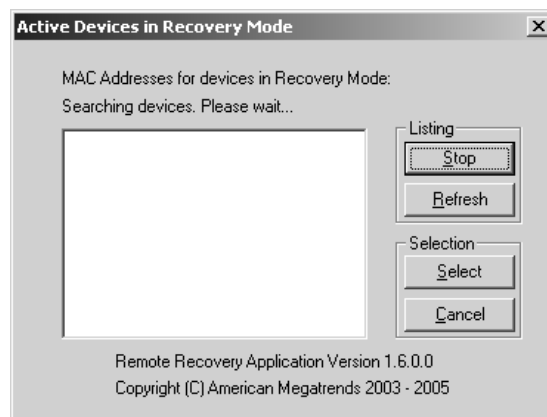 Active Devices in Recovery Mode
MAC Addresses for devices in Recovery Mode:
Searching devices. Please wait...
Listing
Stop
Refresh
Selection
Select
Cancel
Remote Recovery Application Version 1.6.0.0
Copyright (C) American Megatrends 2003 - 2005